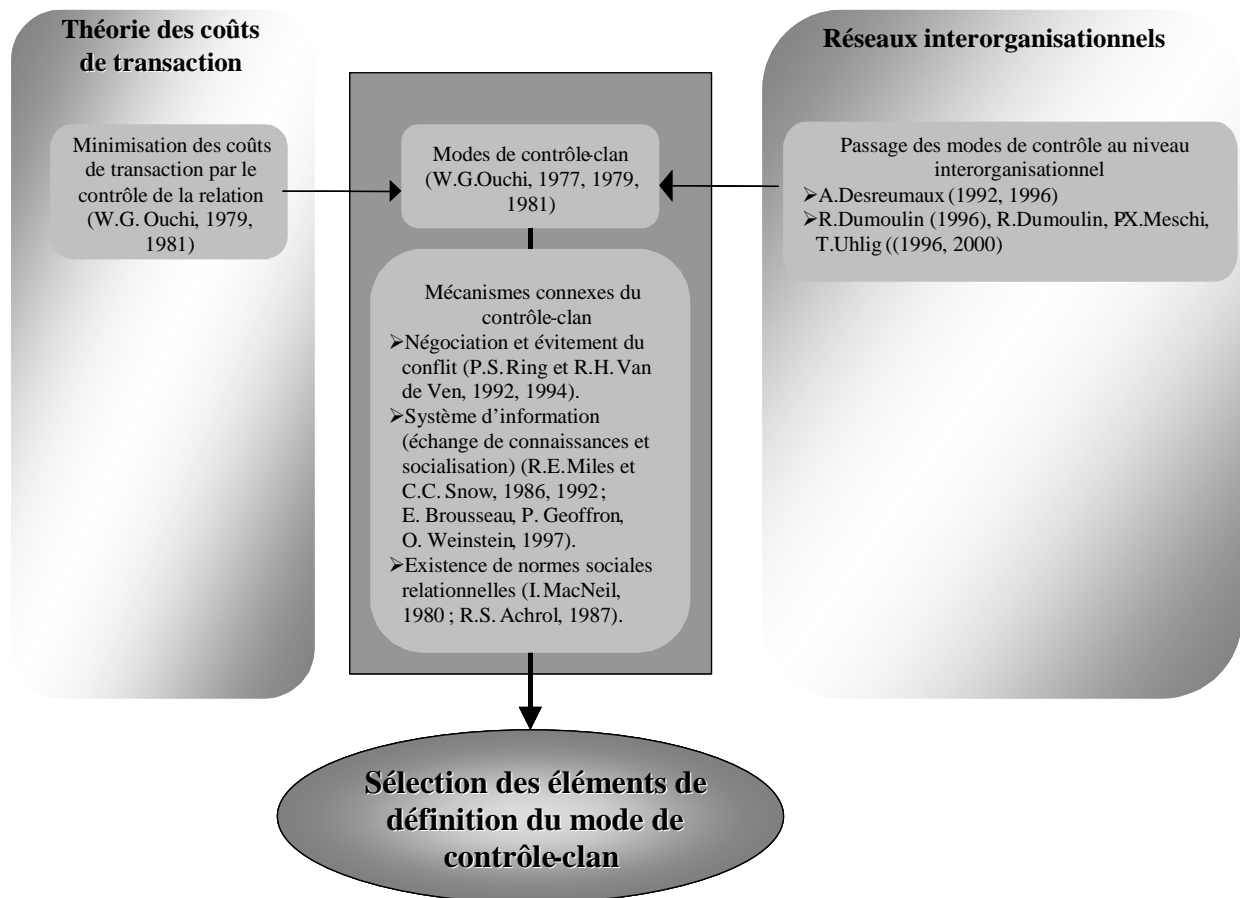 Théorie des coûts
de transaction
Minimisation des coûts
de transaction par le
contrôle de la relation
(W.G. Ouchi, 1979,
1981)
Modes de contrôle-clan
(W.G.Ouchi, 1977, 1979,
1981)
Mécanismes connexes du
contrôle-clan
➢Négociation et évitement du
conflit (P.S. Ring et R.H. Van
de Ven, 1992, 1994).
➢Système d’information
(échange de connaissances et
socialisation) (R.E.Miles et
C.C. Snow, 1986, 1992 ;
E. Brousseau, P. Geoffron,
O. Weinstein, 1997).
➢Existence de normes sociales
relationnelles (I. MacNeil,
1980 ; R.S. Achrol, 1987).
Réseaux interorganisationnels
Passage des modes de contrôle au niveau
interorganisationnel
➢A.Desreumaux (1992, 1996)
➢R.Dumoulin (1996), R.Dumoulin, PX.Meschi,
T.Uhlig ((1996, 2000)
Sélection des éléments de
définition du mode de
contrôle-clan